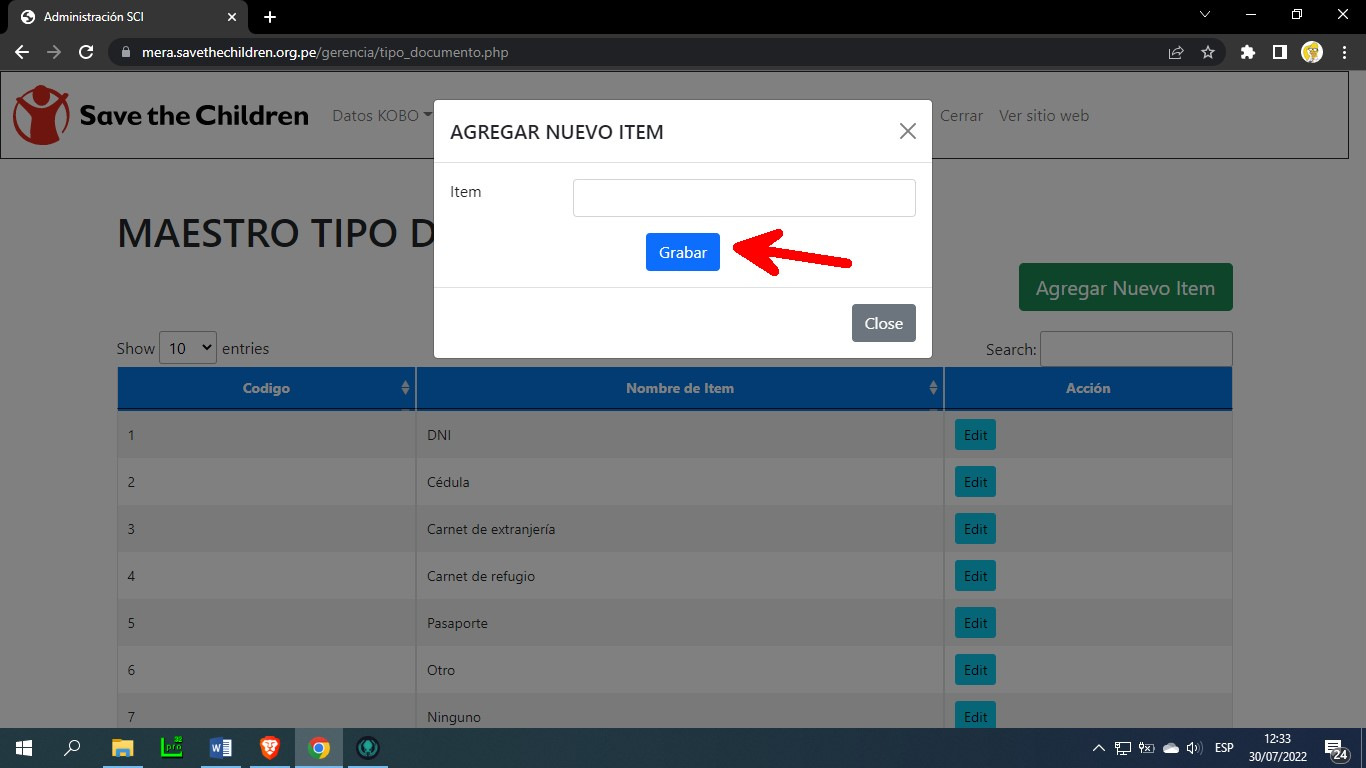 Administración SCI
mera.savethechildren.org.pe/gerencia/tipo_documento.php
Save the Children
Datos KOBO
Cerrar
Ver sitio web
AGREGAR NUEVO ITEM
Item
Grabar
Close
MAESTRO TIPO D
Agregar Nuevo Item
Show 10 entries
Search:
Codigo Nombre de Item Acción
1 DNI Edit
2 Cédula Edit
3 Carnet de extranjería Edit
4 Carnet de refugio Edit
5 Pasaporte Edit
6 Otro Edit
7 Ninguno Edit
ESP
12:33
30/07/2022
24